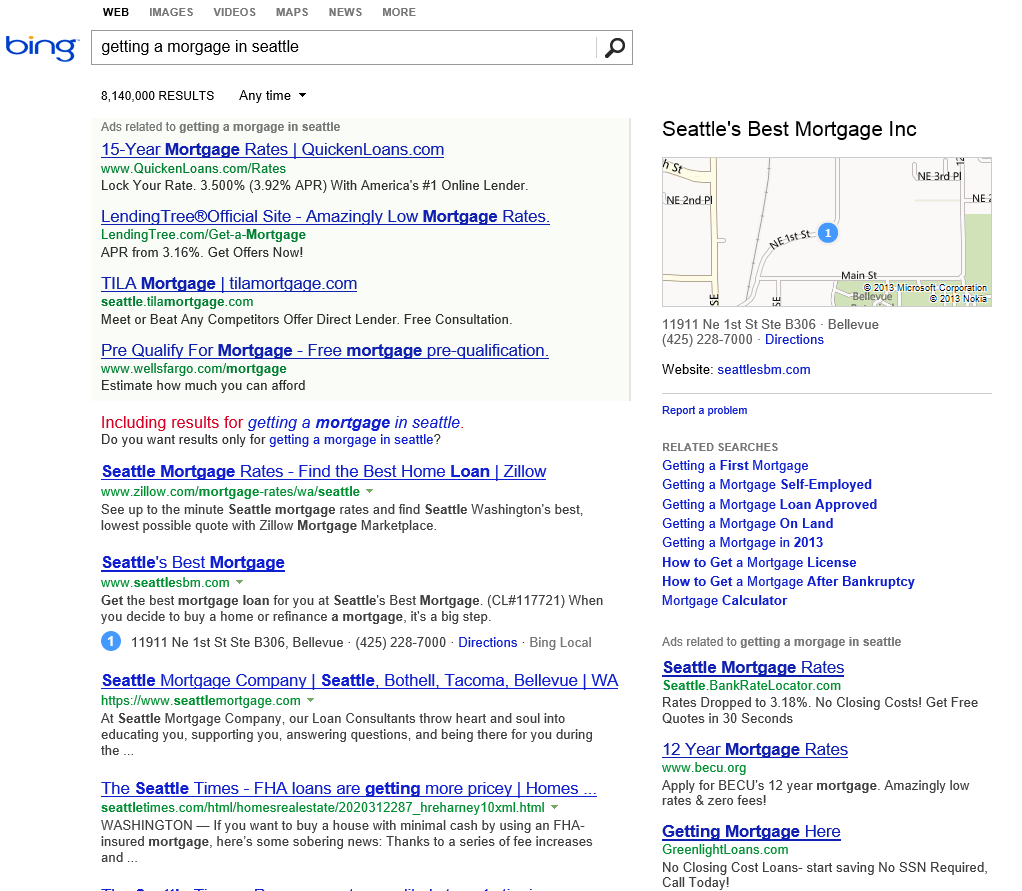 WEB IMAGES VIDEOS MAPS NEWS MORE
bing
getting a morgage in seattle
8,140,000 RESULTS Any time
Ads related to getting a morgage in seattle
15-Year Mortgage Rates | QuickenLoans.com
www.QuickenLoans.com/Rates
Lock Your Rate. 3.500% (3.92% APR) With America's #1 Online Lender.
LendingTree®Official Site - Amazingly Low Mortgage Rates.
LendingTree.com/Get-a-Mortgage
APR from 3.16%. Get Offers Now!
TILA Mortgage | tilamortgage.com
seattle.tilamortgage.com
Meet or Beat Any Competitors Offer Direct Lender. Free Consultation.
Pre Qualify For Mortgage - Free mortgage pre-qualification.
www.wellsfargo.com/mortgage
Estimate how much you can afford
Including results for getting a mortgage in seattle.
Do you want results only for getting a morgage in seattle?
Seattle Mortgage Rates - Find the Best Home Loan | Zillow
www.zillow.com/mortgage-rates/wa/seattle
See up to the minute Seattle mortgage rates and find Seattle Washington's best,
lowest possible quote with Zillow Mortgage Marketplace.
Seattle's Best Mortgage
www.seattlesbm.com
Get the best mortgage loan for you at Seattle's Best Mortgage. (CL#117721) When
you decide to buy a home or refinance a mortgage, it's a big step.
1 11911 Ne 1st St Ste B306, Bellevue · (425) 228-7000 · Directions · Bing Local
Seattle Mortgage Company | Seattle, Bothell, Tacoma, Bellevue | WA
https://www.seattlemortgage.com
At Seattle Mortgage Company, our Loan Consultants throw heart and soul into
educating you, supporting you, answering questions, and being there for you during
the ...
The Seattle Times - FHA loans are getting more pricey | Homes ...
seattletimes.com/html/homesrealestate/2020312287_hreharney10xml.html
WASHINGTON — If you want to buy a house with minimal cash by using an FHA-
insured mortgage, here's some sobering news: Thanks to a series of fee increases
and ...
Seattle's Best Mortgage Inc
h St
12
NE 3rd Pl
NE 2nd Pl
NE 2
NE 1st St
1
Main St
© 2013 Microsoft Corporation
Bellevue
© 2013 Nokia
SE
SE
11911 Ne 1st St Ste B306 · Bellevue
(425) 228-7000 · Directions
Website: seattlesbm.com
Report a problem
RELATED SEARCHES
Getting a First Mortgage
Getting a Mortgage Self-Employed
Getting a Mortgage Loan Approved
Getting a Mortgage On Land
Getting a Mortgage in 2013
How to Get a Mortgage License
How to Get a Mortgage After Bankruptcy
Mortgage Calculator
Ads related to getting a morgage in seattle
Seattle Mortgage Rates
Seattle.BankRateLocator.com
Rates Dropped to 3.18%. No Closing Costs! Get Free
Quotes in 30 Seconds
12 Year Mortgage Rates
www.becu.org
Apply for BECU's 12 year mortgage. Amazingly low
rates & zero fees!
Getting Mortgage Here
GreenlightLoans.com
No Closing Cost Loans- start saving No SSN Required,
Call Today!